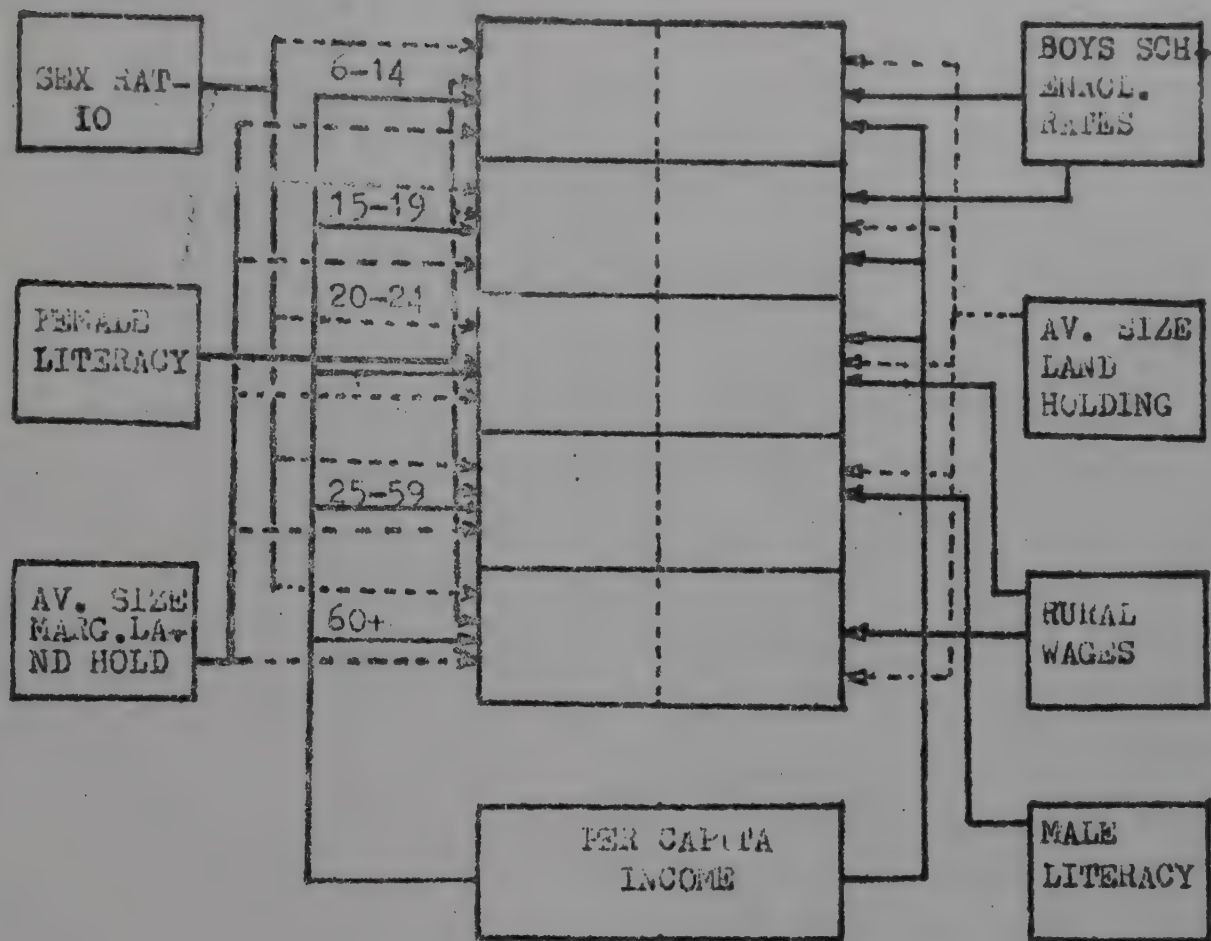 SEX RAT-
IO
6-14
BOYS SCH
ENROL.
RATES
15-19
20-24
FEMALE
LITERACY
AV. SIZE
LAND
HOLDING
25-59
AV. SIZE
MARG.LA-
ND HOLD
60+
RURAL
WAGES
PER CAPITA
INCOME
MALE
LITERACY